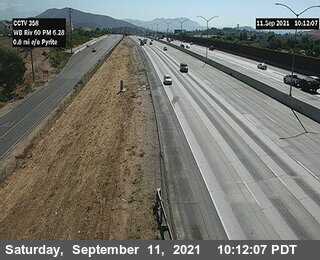 CCTV 358
WB Riv 60 PM 6.28
0.8 mi e/o Pyrite
11.Sep 2021 10:12:07
Saturday, September 11, 2021 10:12:07 PDT